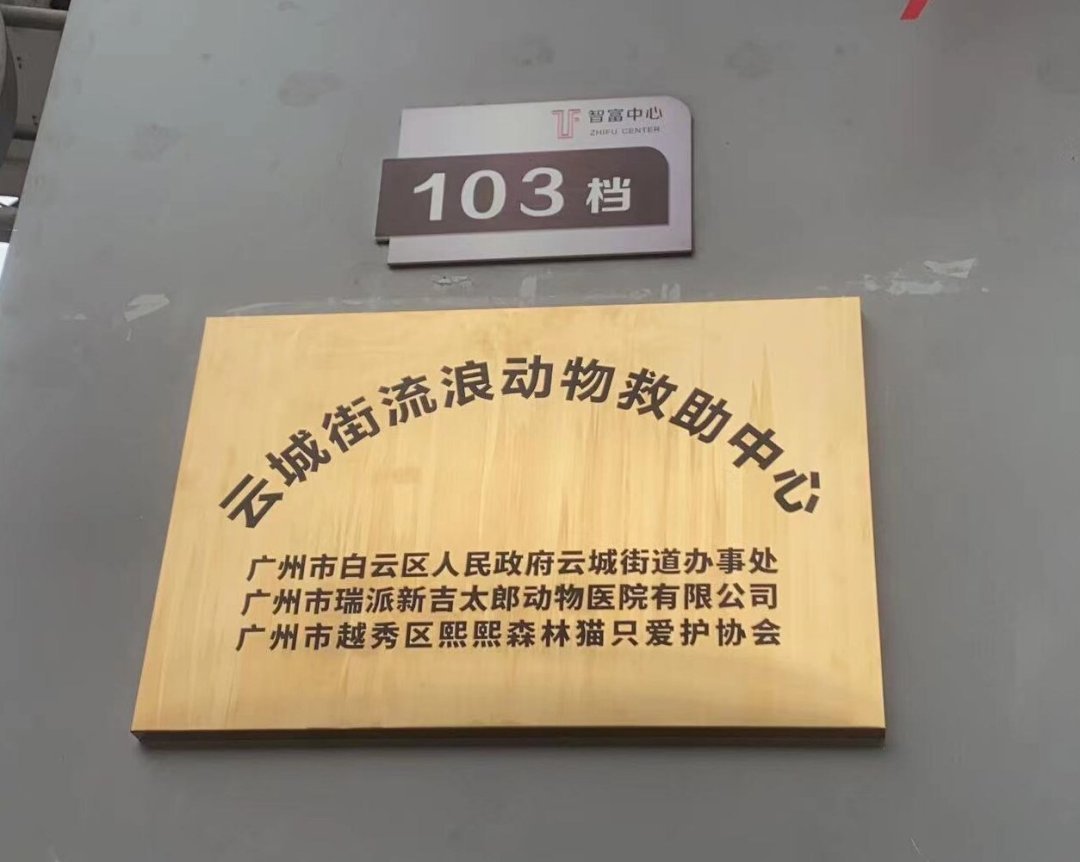 智富中心
ZHIFU CENTER
103档
云城街流浪动物救助中心
广州市白云区人民政府云城街道办事处
广州市瑞派新吉太郎动物医院有限公司
广州市越秀区熙熙森林猫只爱护协会